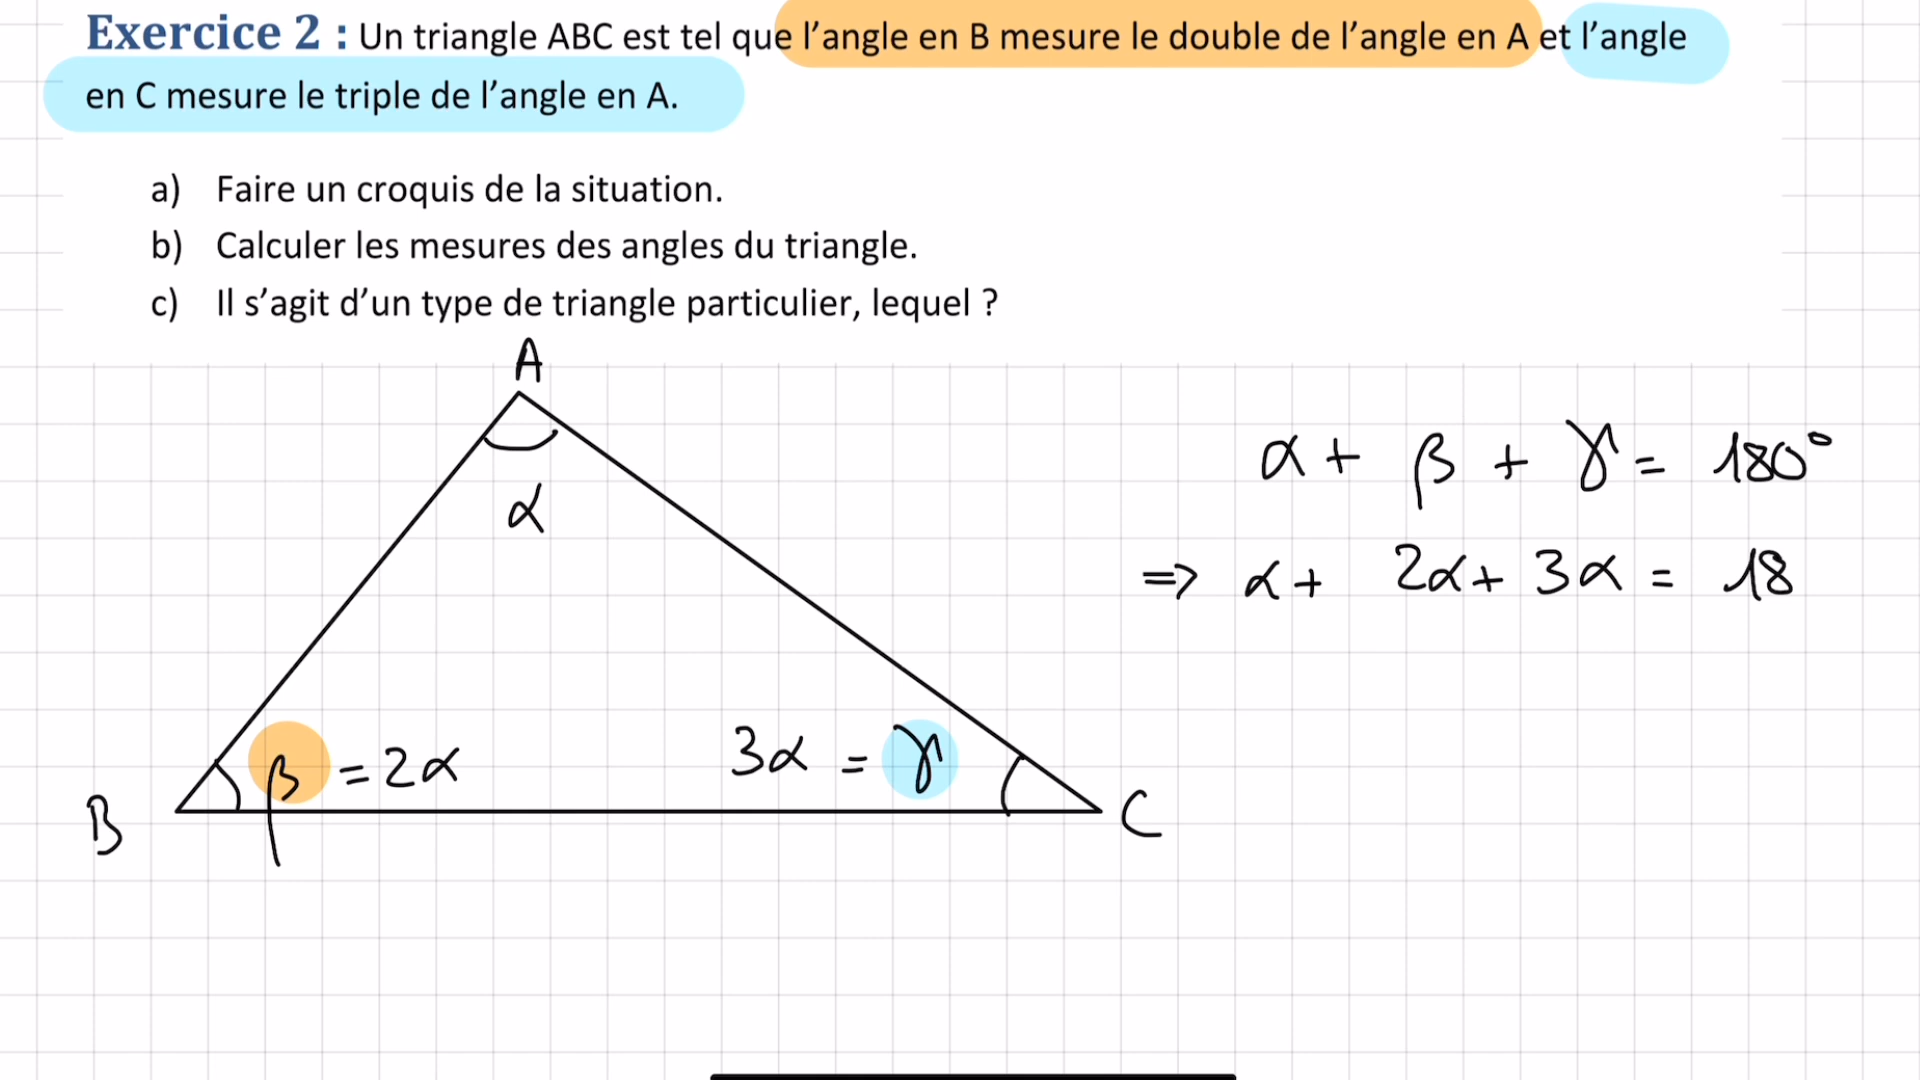 Exercice 2 : Un triangle ABC est tel que l’angle en B mesure le double de l’angle en A et l’angle
en C mesure le triple de l’angle en A.
a) Faire un croquis de la situation.
b) Calculer les mesures des angles du triangle.
c) Il s’agit d’un type de triangle particulier, lequel ?
A
α
α + β + γ = 180°
=> α + 2α + 3α = 18
β = 2α
3α = γ
B
C